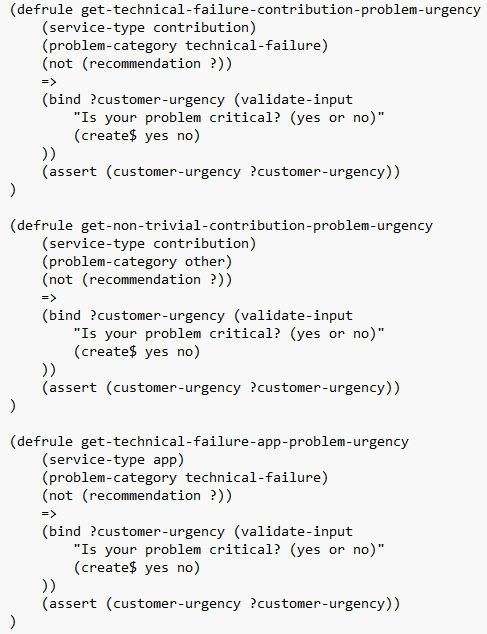 (defrule get-technical-failure-contribution-problem-urgency
    (service-type contribution)
    (problem-category technical-failure)
    (not (recommendation ?))
    =>
    (bind ?customer-urgency (validate-input
        "Is your problem critical? (yes or no)"
        (create$ yes no)
    ))
    (assert (customer-urgency ?customer-urgency))
)

(defrule get-non-trivial-contribution-problem-urgency
    (service-type contribution)
    (problem-category other)
    (not (recommendation ?))
    =>
    (bind ?customer-urgency (validate-input
        "Is your problem critical? (yes or no)"
        (create$ yes no)
    ))
    (assert (customer-urgency ?customer-urgency))
)

(defrule get-technical-failure-app-problem-urgency
    (service-type app)
    (problem-category technical-failure)
    (not (recommendation ?))
    =>
    (bind ?customer-urgency (validate-input
        "Is your problem critical? (yes or no)"
        (create$ yes no)
    ))
    (assert (customer-urgency ?customer-urgency))
)